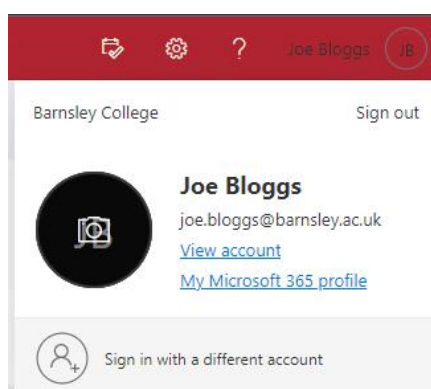 ? Joe Bloggs JB
Barnsley College Sign out
Joe Bloggs
JB joe.bloggs@barnsley.ac.uk
View account
My Microsoft 365 profile
Sign in with a different account